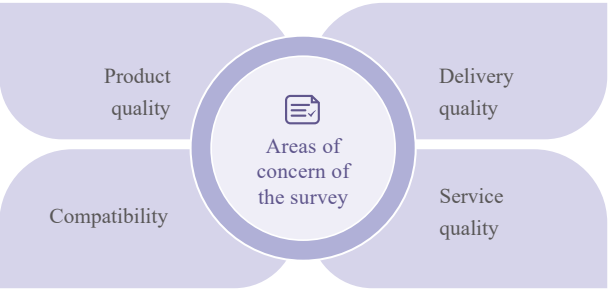 Product
quality
Delivery
quality
Areas of
concern of
the survey
Compatibility
Service
quality